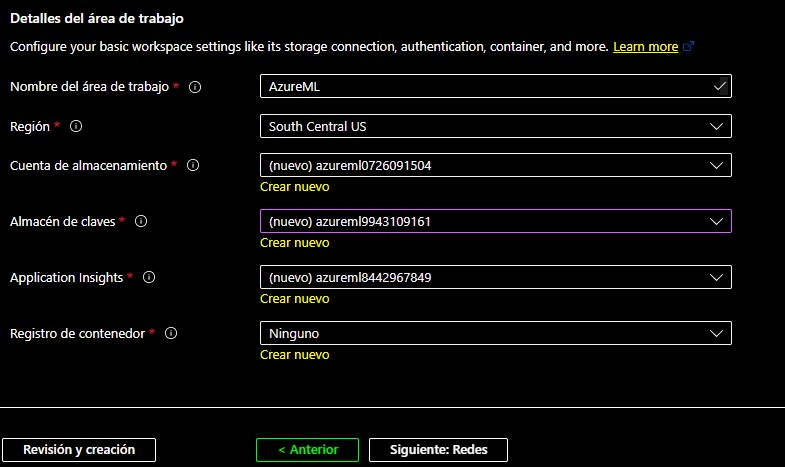 Detalles del área de trabajo
Configure your basic workspace settings like its storage connection, authentication, container, and more. Learn more
Nombre del área de trabajo * AzureML
Región * South Central US
Cuenta de almacenamiento * (nuevo) azureml0726091504
Crear nuevo
Almacén de claves * (nuevo) azureml9943109161
Crear nuevo
Application Insights * (nuevo) azureml8442967849
Crear nuevo
Registro de contenedor * Ninguno
Crear nuevo
Revisión y creación < Anterior Siguiente: Redes